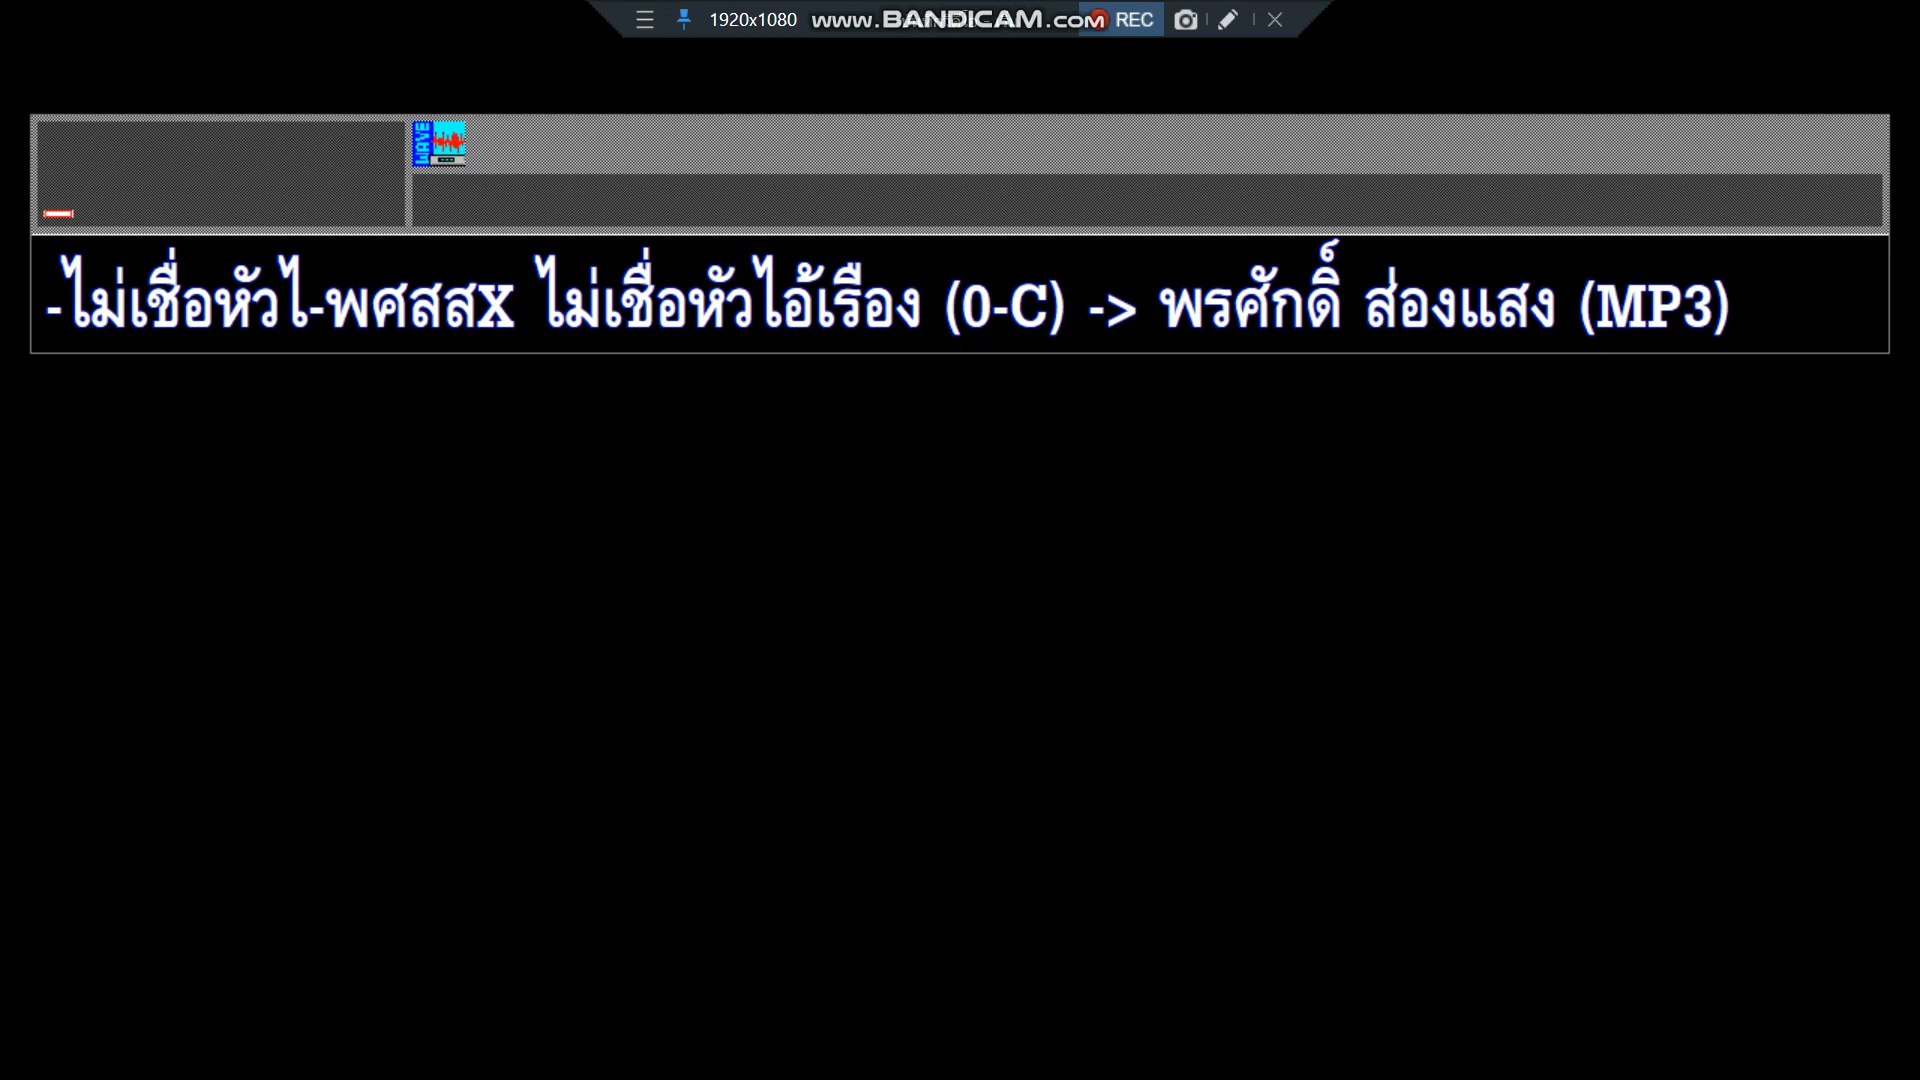 1920x1080 www.BANDICAM.com REC
WAVE
-ไม่เชื่อหัวไ-พศสสX ไม่เชื่อหัวไอ้เรือง (0-C) -> พรศักดิ์ ส่องแสง (MP3)